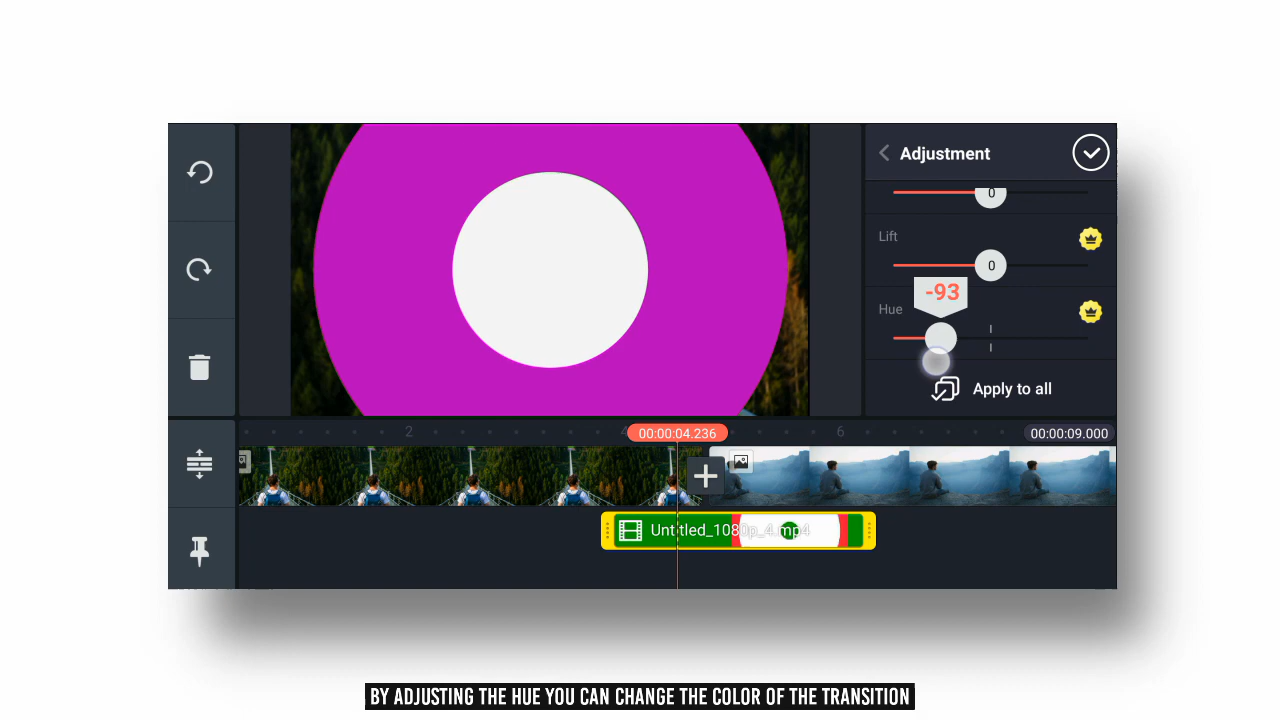 Adjustment
0
Lift
0
-93
Hue
Apply to all
2
4
00:00:04.236
6
00:00:09.000
Untitled_1080p_4.mp4
BY ADJUSTING THE HUE YOU CAN CHANGE THE COLOR OF THE TRANSITION